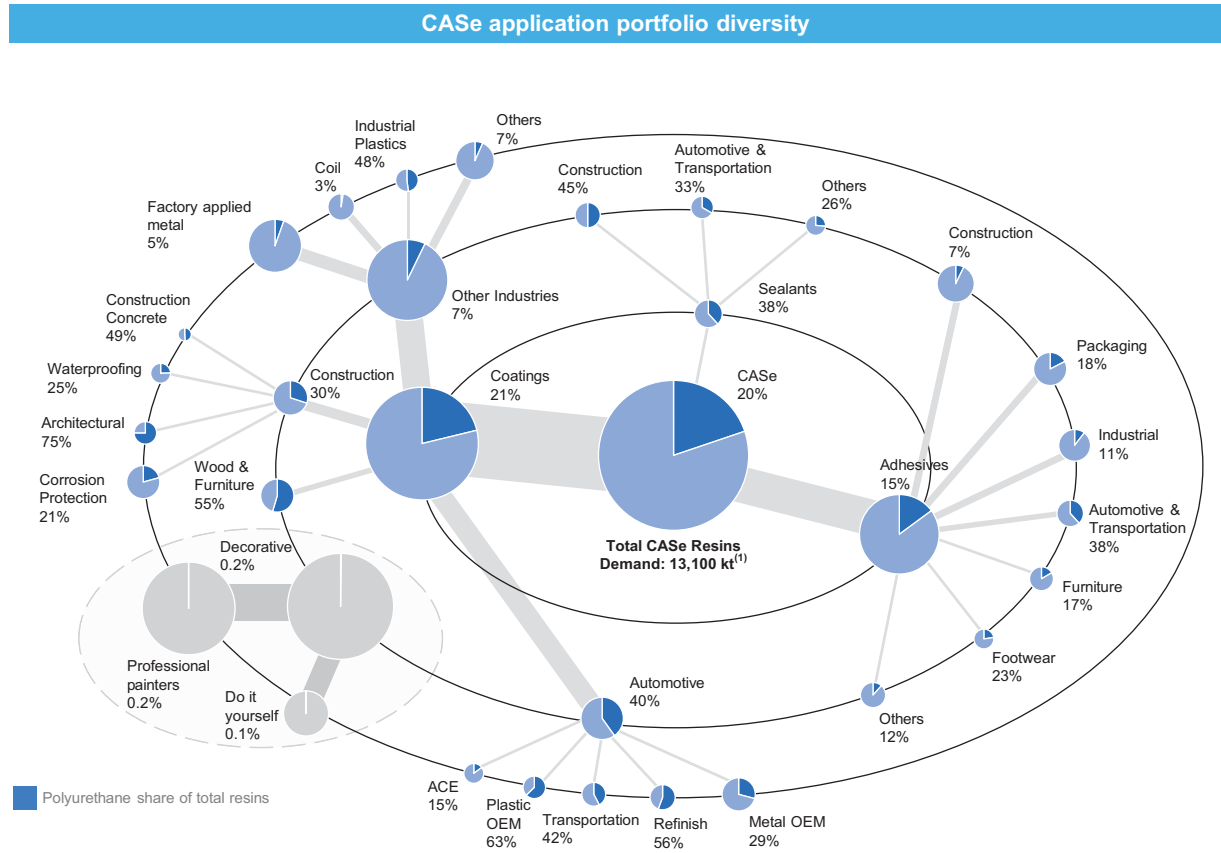 CASe application portfolio diversity
Others
7%
Industrial
Plastics
48%
Coil
3%
Factory applied
metal
5%
Construction
45%
Automotive &
Transportation
33%
Others
26%
Construction
7%
Other Industries
7%
Sealants
38%
Construction
Concrete
49%
Waterproofing
25%
Architectural
75%
Corrosion
Protection
21%
Construction
30%
Wood &
Furniture
55%
Coatings
21%
CASe
20%
Total CASe Resins
Demand: 13,100 kt(1)
Adhesives
15%
Packaging
18%
Industrial
11%
Automotive &
Transportation
38%
Furniture
17%
Footwear
23%
Others
12%
Decorative
0.2%
Professional
painters
0.2%
Do it
yourself
0.1%
Automotive
40%
ACE
15%
Plastic
OEM
63%
Transportation
42%
Refinish
56%
Metal OEM
29%
Polyurethane share of total resins